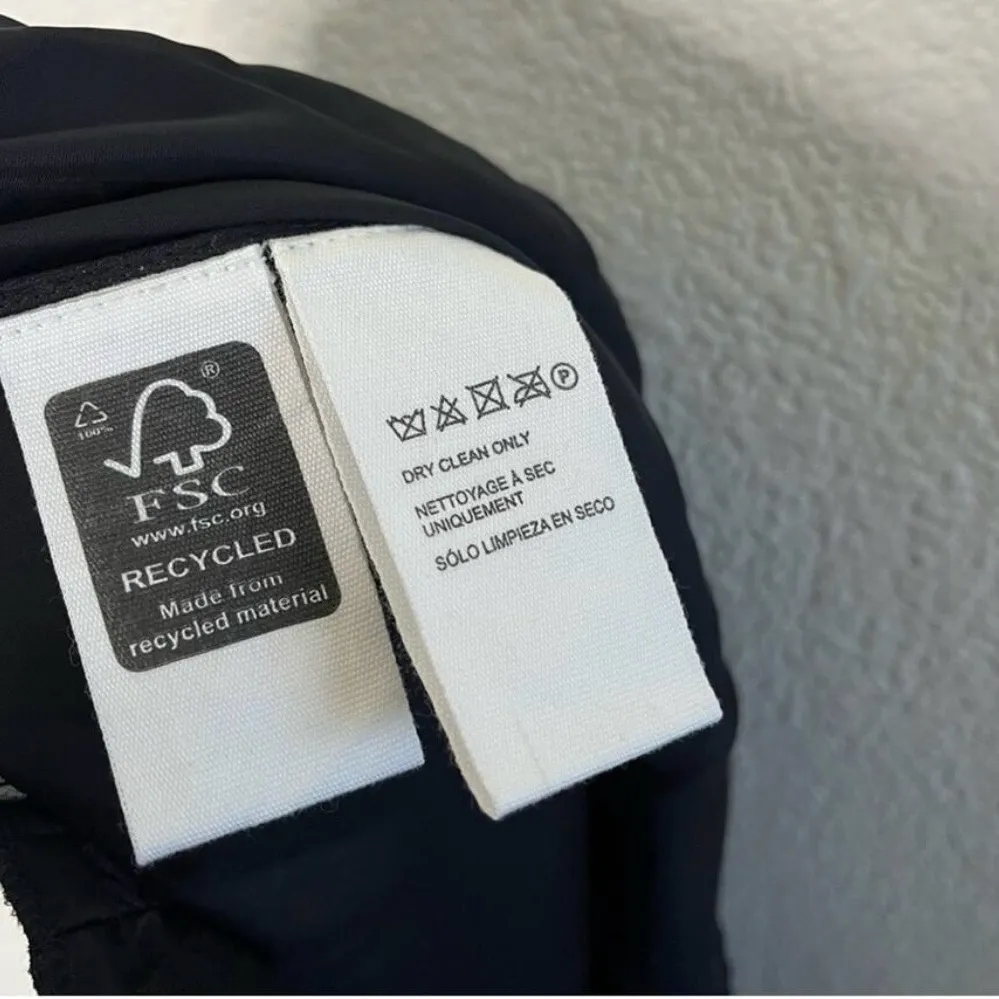 ®
100%
FSC
www.fsc.org
RECYCLED
Made from
recycled material
P
DRY CLEAN ONLY
NETTOYAGE À SEC
UNIQUEMENT
SÓLO LIMPIEZA EN SECO